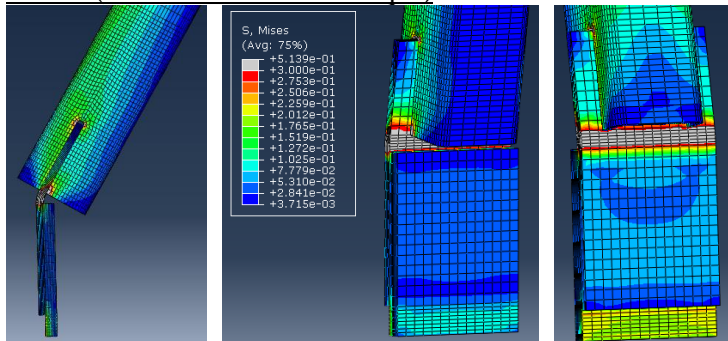 S, Mises
(Avg: 75%)
+5.139e-01
+3.000e-01
+2.753e-01
+2.506e-01
+2.259e-01
+2.012e-01
+1.765e-01
+1.519e-01
+1.272e-01
+1.025e-01
+7.779e-02
+5.310e-02
+2.841e-02
+3.715e-03